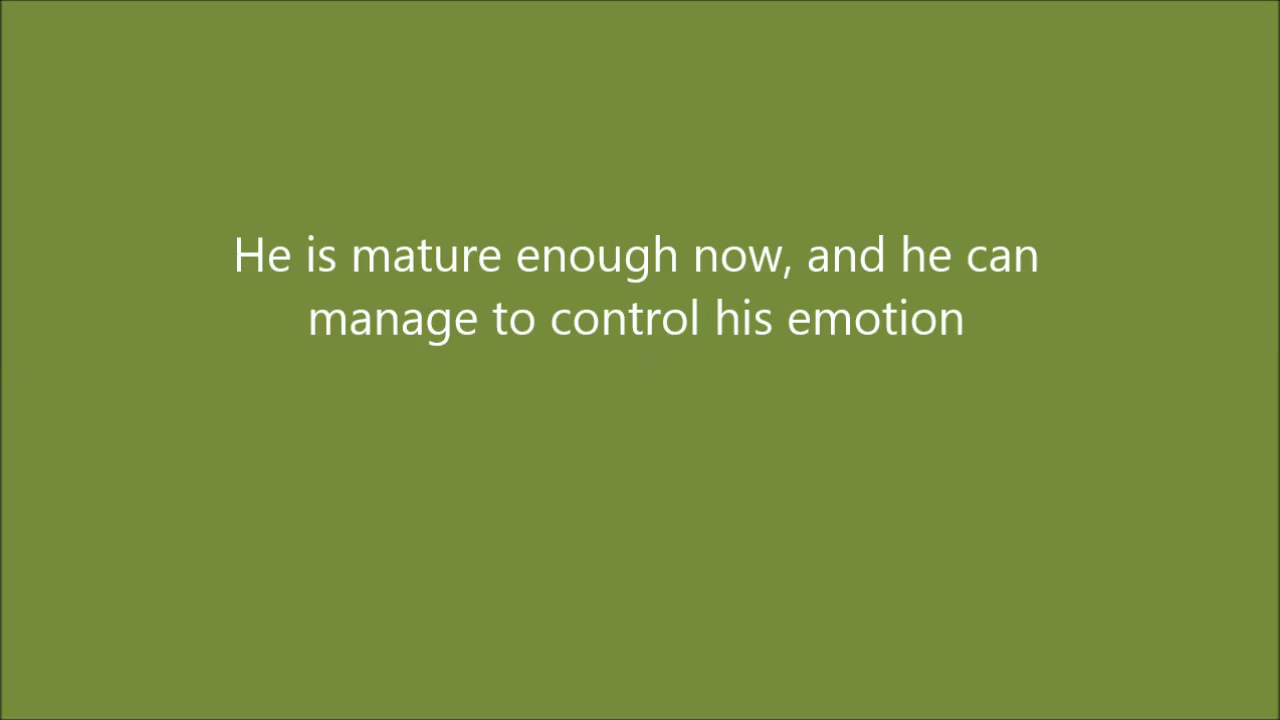 He is mature enough now, and he can
manage to control his emotion